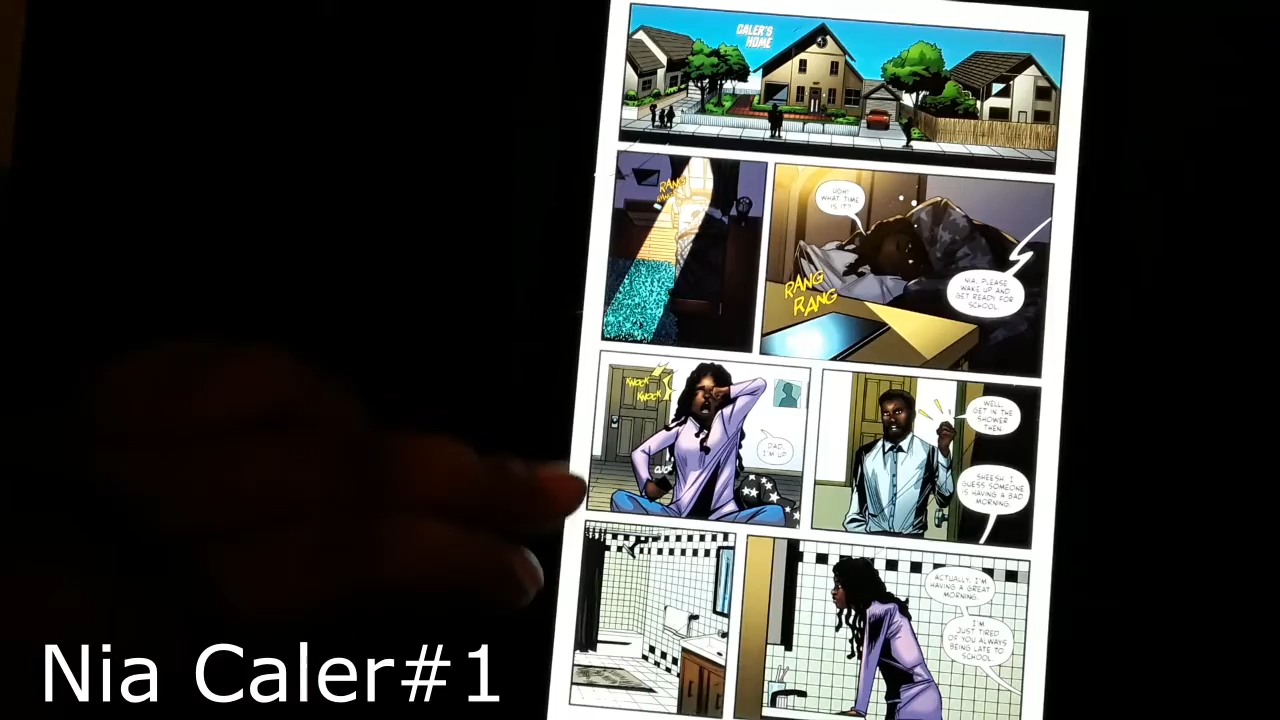 CALER'S
HOME
RANG
UGH!
WHAT TIME
IS IT?
RANG
RANG
NIA, PLEASE
WAKE UP AND
GET READY FOR
SCHOOL.
KNOCK
KNOCK
DAD,
I'M UP
CLICK
WELL,
GET IN THE
SHOWER
THEN.
SHEESH. I
GUESS SOMEONE
IS HAVING A BAD
MORNING.
ACTUALLY, I'M
HAVING A GREAT
MORNING.
I'M
JUST TIRED
OF YOU ALWAYS
BEING LATE TO
SCHOOL.
Nia Caler#1